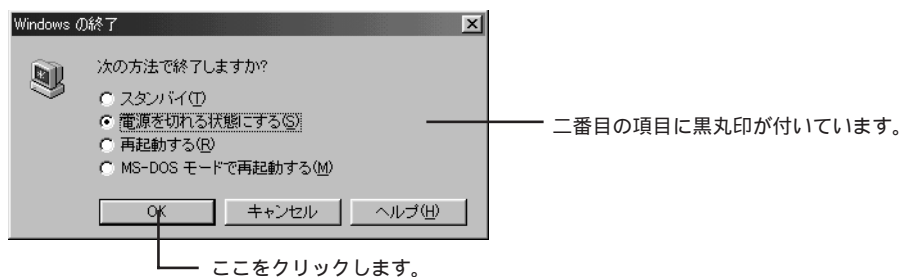 Windows の終了
次の方法で終了しますか?
スタンバイ(T)
電源を切れる状態にする(S)
二番目の項目に黒丸印が付いています。
再起動する(R)
MS-DOS モードで再起動する(M)
OK キャンセル ヘルプ(H)
ここをクリックします。